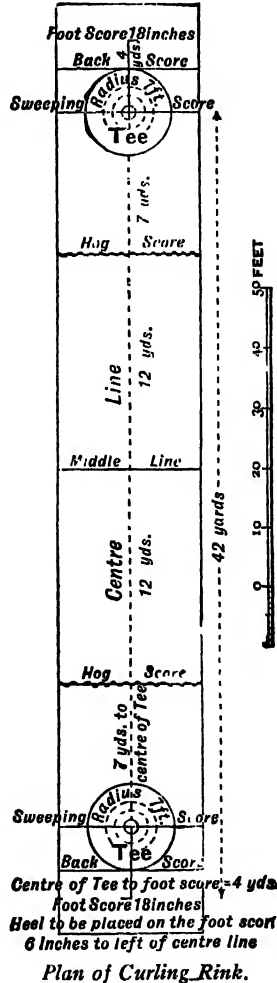 Foot Score 18 inches
4 yds.
Back Score
Radius 7ft.
Sweeping Score
Tee
7 yds.
Hog Score
Line
12 yds.
Middle Line
Centre
12 yds.
Hog Score
7 yds. to
centre of Tee
Radius 7ft.
Sweeping Score
Tee
Back Score
42 yards
50 FEET
40
30
20
10
0
Centre of Tee to foot score=4 yds.
Foot Score 18inches
Heel to be placed on the foot score
6 Inches to left of centre line
Plan of Curling Rink.